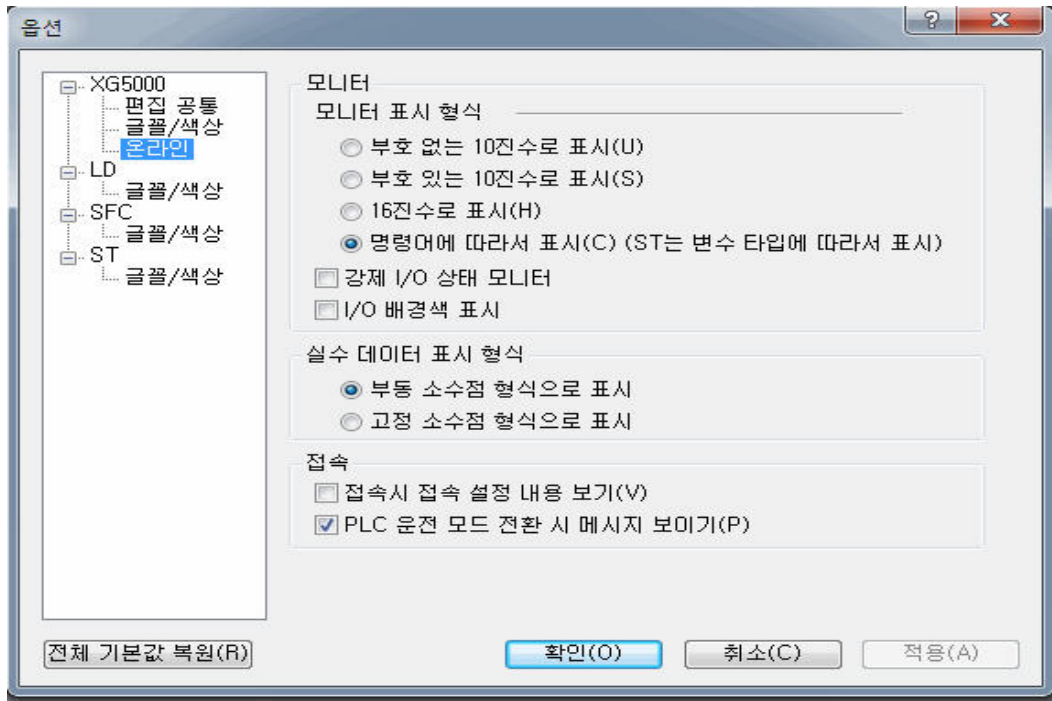 옵션
XG5000
편집 공통
글꼴/색상
온라인
LD
글꼴/색상
SFC
글꼴/색상
ST
글꼴/색상
모니터
모니터 표시 형식
부호 없는 10진수로 표시(U)
부호 있는 10진수로 표시(S)
16진수로 표시(H)
명령어에 따라서 표시(C) (ST는 변수 타입에 따라서 표시)
강제 I/O 상태 모니터
I/O 배경색 표시
실수 데이터 표시 형식
부동 소수점 형식으로 표시
고정 소수점 형식으로 표시
접속
접속시 접속 설정 내용 보기(V)
PLC 운전 모드 전환 시 메시지 보이기(P)
전체 기본값 복원(R)
확인(O)
취소(C)
적용(A)